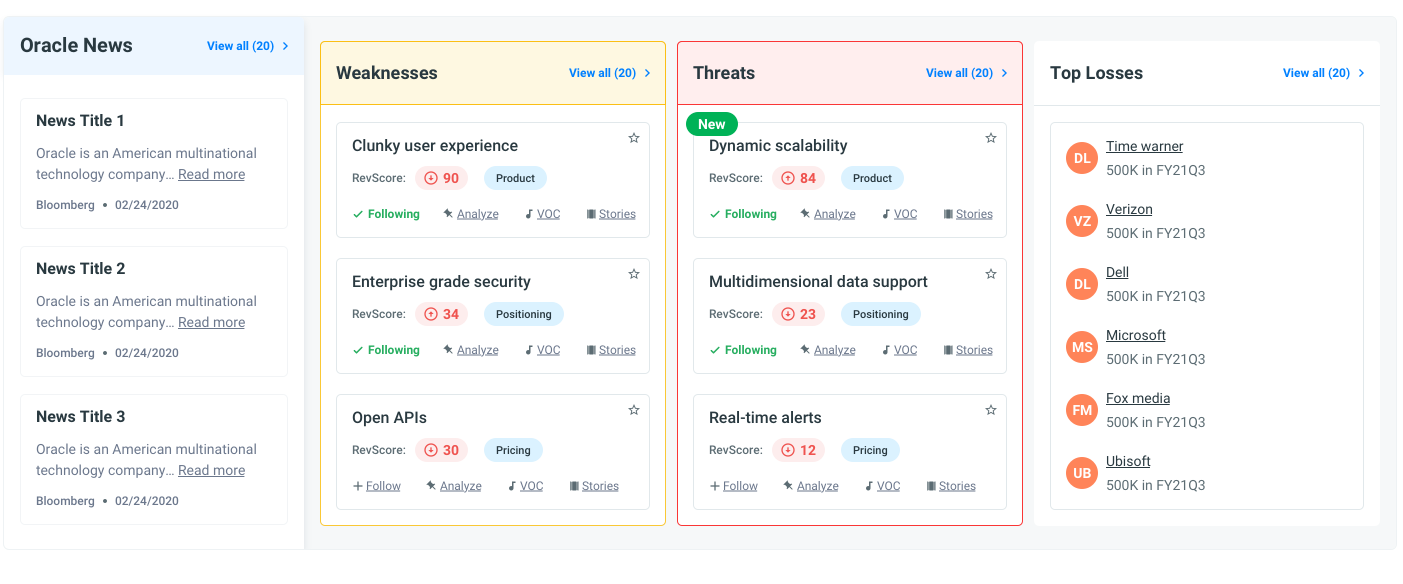 Oracle News
View all (20)
News Title 1
Oracle is an American multinational
technology company... Read more
Bloomberg • 02/24/2020
News Title 2
Oracle is an American multinational
technology company... Read more
Bloomberg • 02/24/2020
News Title 3
Oracle is an American multinational
technology company... Read more
Bloomberg • 02/24/2020
Weaknesses
View all (20)
Clunky user experience
RevScore: 90 Product
Following Analyze VOC Stories
Enterprise grade security
RevScore: 34 Positioning
Following Analyze VOC Stories
Open APIs
RevScore: 30 Pricing
+ Follow Analyze VOC Stories
Threats
View all (20)
New
Dynamic scalability
RevScore: 84 Product
Following Analyze VOC Stories
Multidimensional data support
RevScore: 23 Positioning
Following Analyze VOC Stories
Real-time alerts
RevScore: 12 Pricing
+ Follow Analyze VOC Stories
Top Losses
View all (20)
DL Time warner
500K in FY21Q3
VZ Verizon
500K in FY21Q3
DL Dell
500K in FY21Q3
MS Microsoft
500K in FY21Q3
FM Fox media
500K in FY21Q3
UB Ubisoft
500K in FY21Q3